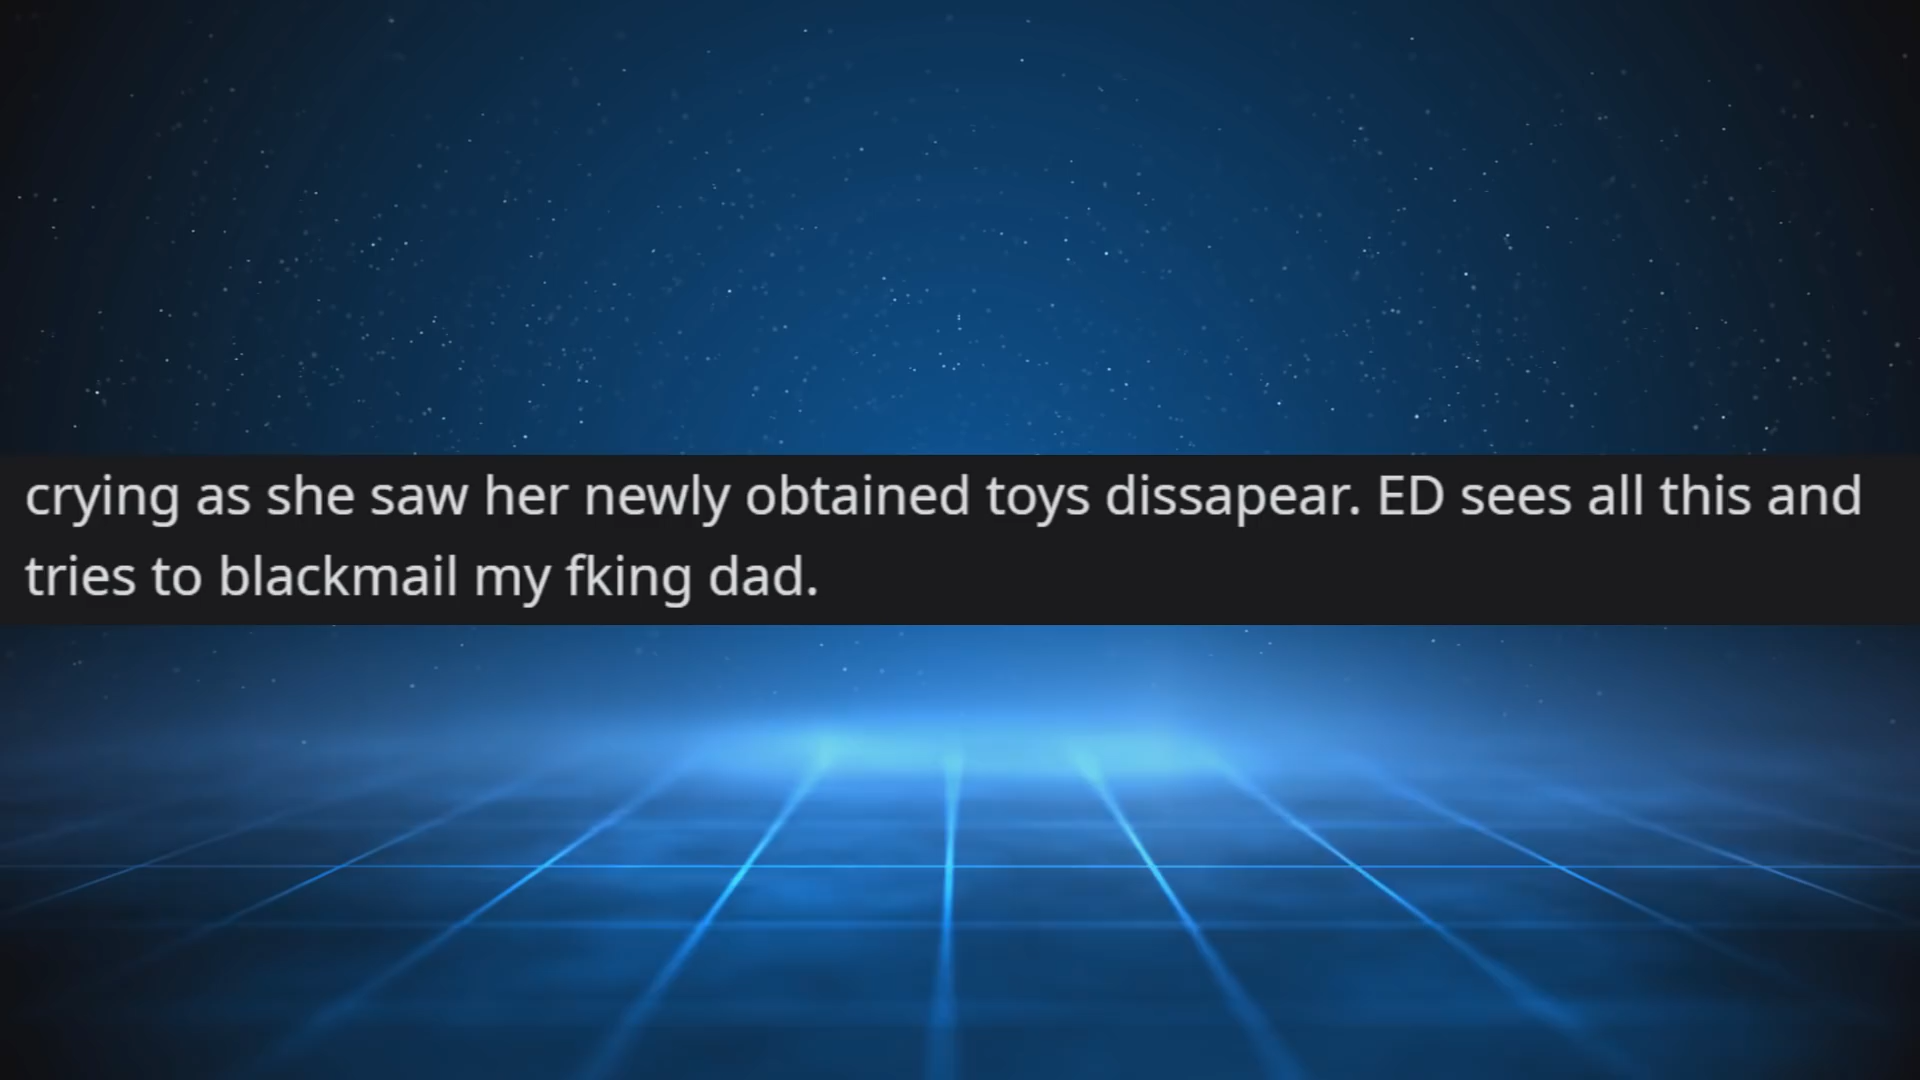 crying as she saw her newly obtained toys dissapear. ED sees all this and
tries to blackmail my fking dad.